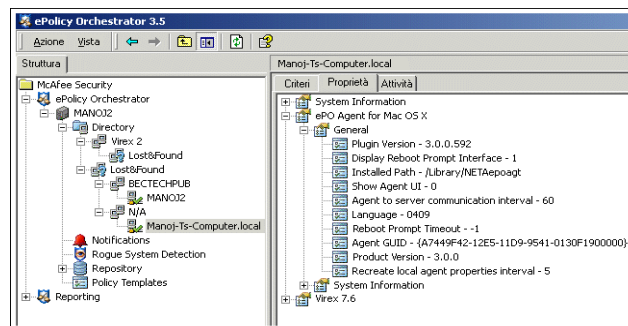 ePolicy Orchestrator 3.5
Azione Vista
Struttura
McAfee Security
ePolicy Orchestrator
MANOJ2
Directory
Virex 2
Lost&Found
Lost&Found
BECTECHPUB
MANOJ2
N/A
Manoj-Ts-Computer.local
Notifications
Rogue System Detection
Repository
Policy Templates
Reporting
Manoj-Ts-Computer.local
Criteri Proprietà Attività
System Information
ePO Agent for Mac OS X
General
Plugin Version - 3.0.0.592
Display Reboot Prompt Interface - 1
Installed Path - /Library/NETAepoagt
Show Agent UI - 0
Agent to server communication interval - 60
Language - 0409
Reboot Prompt Timeout - -1
Agent GUID - {A7449F42-12E5-11D9-9541-0130F1900000}
Product Version - 3.0.0
Recreate local agent properties interval - 5
System Information
Virex 7.6